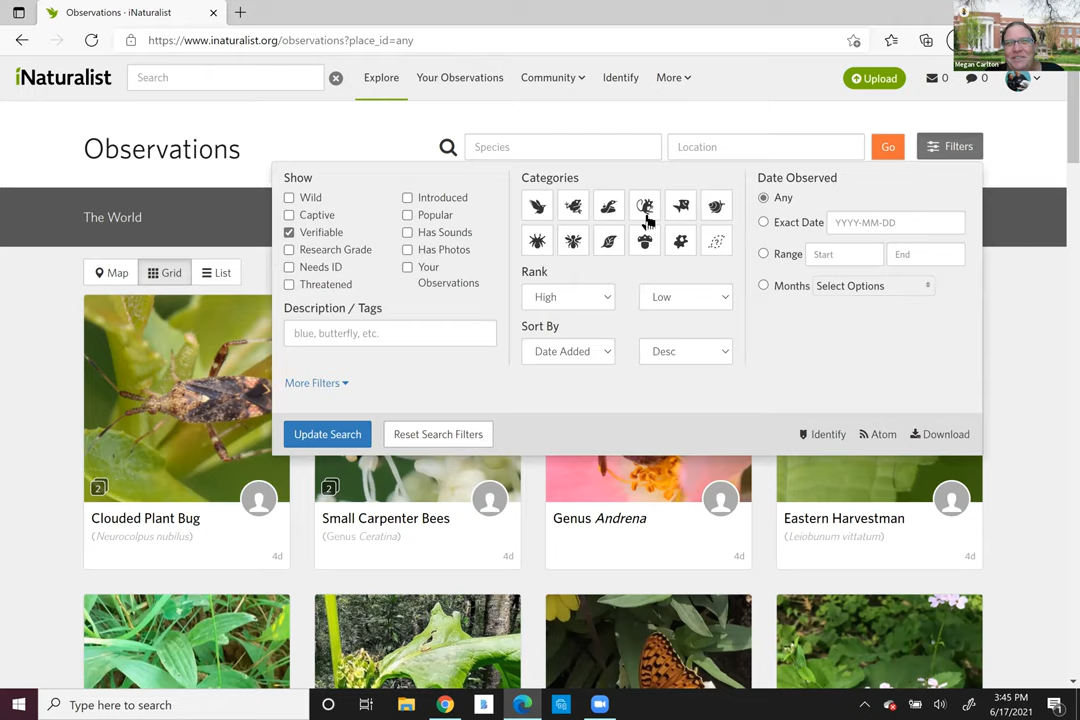 Observations · iNaturalist
https://www.inaturalist.org/observations?place_id=any
Megan Carlton
iNaturalist
Search
Explore
Your Observations
Community
Identify
More
Upload
0
0
Observations
Species
Location
Go
Filters
The World
Map
Grid
List
Show
Wild
Captive
Verifiable
Research Grade
Needs ID
Threatened
Introduced
Popular
Has Sounds
Has Photos
Your
Observations
Description / Tags
blue, butterfly, etc.
More Filters
Categories
Rank
High
Low
Sort By
Date Added
Desc
Date Observed
Any
Exact Date
YYYY-MM-DD
Range
Start
End
Months
Select Options
Update Search
Reset Search Filters
Identify
Atom
Download
2
2
Clouded Plant Bug
(Neurocolpus nubilus)
4d
Small Carpenter Bees
(Genus Ceratina)
4d
Genus Andrena
4d
Eastern Harvestman
(Leiobunum vittatum)
4d
Type here to search
3:45 PM
6/17/2021
1